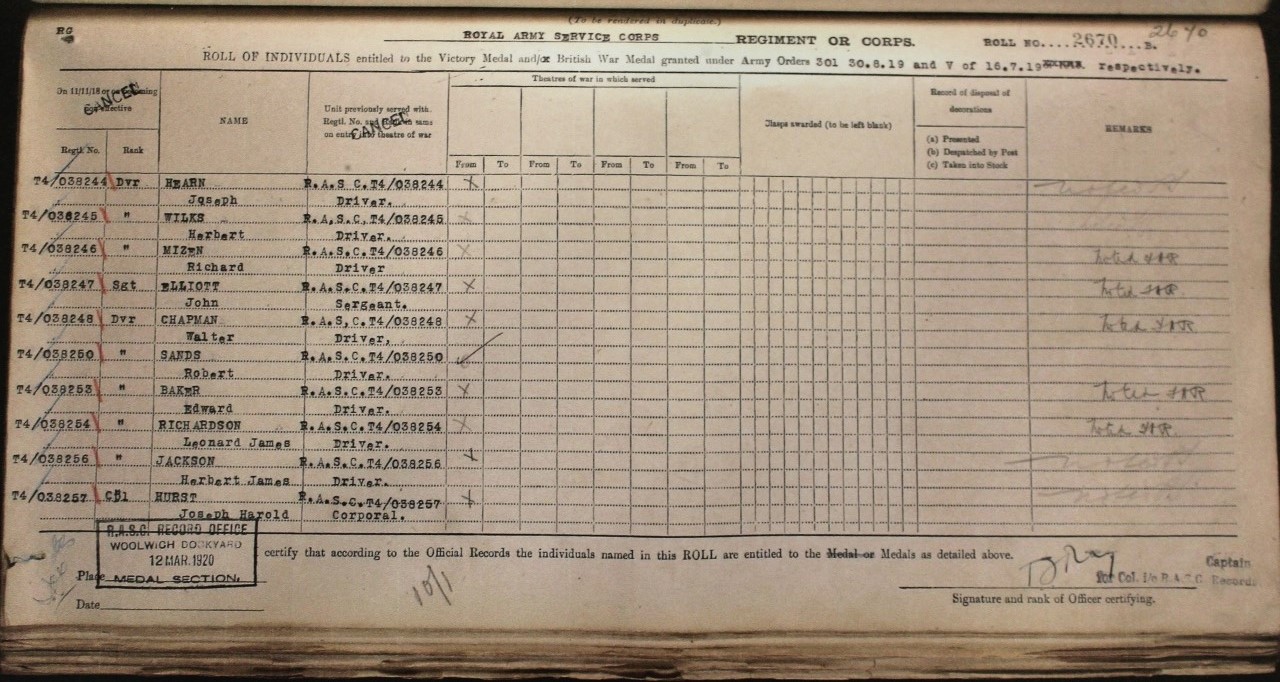 (To be rendered in duplicate.)
RG
ROYAL ARMY SERVICE CORPS REGIMENT OR CORPS. ROLL NO....2670...B. 2670
ROLL OF INDIVIDUALS entitled to the Victory Medal and/or British War Medal granted under Army Orders 301 30.8.19 and V of 16.7.19 respectively.
On 11/11/18 or on becoming non-effective
CANCEL
Regtl. No. Rank
NAME
Unit previously served with. Regtl. No. and Rank in same on entry into theatre of war
CANCEL
Theatres of war in which served
From To From To From To From To
Clasps awarded (to be left blank)
Record of disposal of decorations
(a) Presented
(b) Despatched by Post
(c) Taken into Stock
REMARKS
T4/038244 Dvr HEARN R.A.S C.T4/038244 X
Joseph Driver.
T4/038245 " WILKS R.A.S.C.T4/038245 X
Herbert Driver.
T4/038246 " MIZEN R.A.S.C.T4/038246 X
Richard Driver Noted
T4/038247 Sgt ELLIOTT R.A.S.C.T4/038247 X Noted
John Sergeant.
T4/038248 Dvr CHAPMAN R.A.S,C.T4/038248 X Noted
Walter Driver,
T4/038250 " SANDS R.A.S.C.T4/038250
Robert Driver.
T4/038253 " BAKER R.A.S.C.T4/038253 X Noted
Edward Driver.
T4/038254 " RICHARDSON R.A.S.C.T4/038254 X Noted
Leonard James Driver.
T4/038256 " JACKSON R.A.S.C.T4/038256 X
Herbert James Driver.
T4/038257 Cpl HURST R.A.S.C.T4/038257 X
Joseph Harold Corporal.
R.A.S.C. RECORD OFFICE
WOOLWICH DOCKYARD
12 MAR.1920
MEDAL SECTION.
certify that according to the Official Records the individuals named in this ROLL are entitled to the Medal or Medals as detailed above.
Captain
Place for Col. i/c R.A.S.C. Records
10/1
Date Signature and rank of Officer certifying.